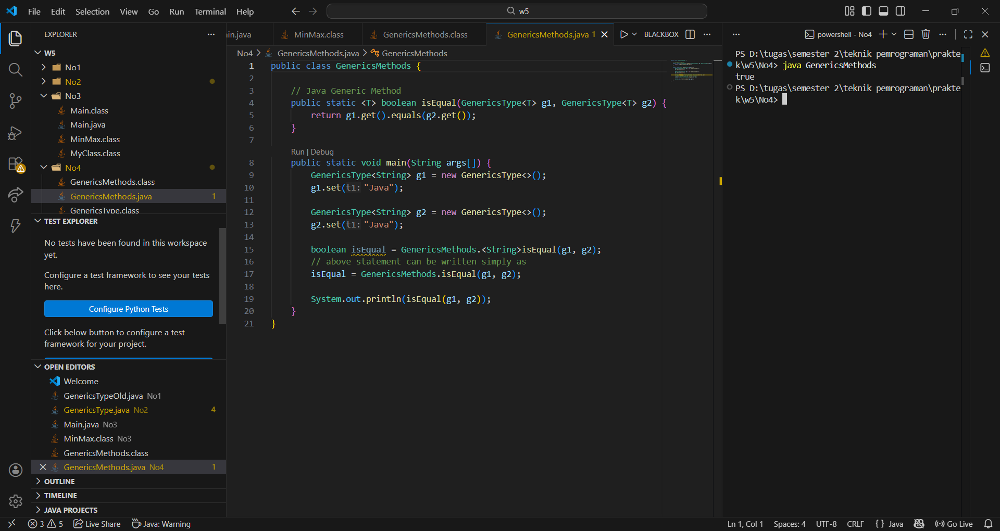 File Edit Selection View Go Run Terminal Help
w5
EXPLORER
W5
No1
No2
No3
Main.class
Main.java
MinMax.class
MyClass.class
No4
GenericsMethods.class
GenericsMethods.java 1
GenericsType.class
TEST EXPLORER
No tests have been found in this workspace
yet.
Configure a test framework to see your tests
here.
Configure Python Tests
Click below button to configure a test
framework for your project.
OPEN EDITORS
Welcome
GenericsTypeOld.java No1
GenericsType.java No2 4
Main.java No3
MinMax.class No3
GenericsMethods.class
GenericsMethods.java No4 1
OUTLINE
TIMELINE
JAVA PROJECTS
in.java MinMax.class GenericsMethods.class GenericsMethods.java 1 BLACKBOX
No4 > GenericsMethods.java > GenericsMethods
1 public class GenericsMethods {
2
3 // Java Generic Method
4 public static <T> boolean isEqual(GenericsType<T> g1, GenericsType<T> g2) {
5 return g1.get().equals(g2.get());
6 }
7
Run | Debug
8 public static void main(String args[]) {
9 GenericsType<String> g1 = new GenericsType<>();
10 g1.set(t1: "Java");
11
12 GenericsType<String> g2 = new GenericsType<>();
13 g2.set(t1: "Java");
14
15 boolean isEqual = GenericsMethods.<String>isEqual(g1, g2);
16 // above statement can be written simply as
17 isEqual = GenericsMethods.isEqual(g1, g2);
18
19 System.out.println(isEqual(g1, g2));
20 }
21 }
powershell - No4
PS D:\tugas\semester 2\teknik pemrograman\prakte
k\w5\No4> java GenericsMethods
true
PS D:\tugas\semester 2\teknik pemrograman\prakte
k\w5\No4>
3 5 Live Share Java: Warning
Ln 1, Col 1 Spaces: 4 UTF-8 CRLF { } Java Go Live